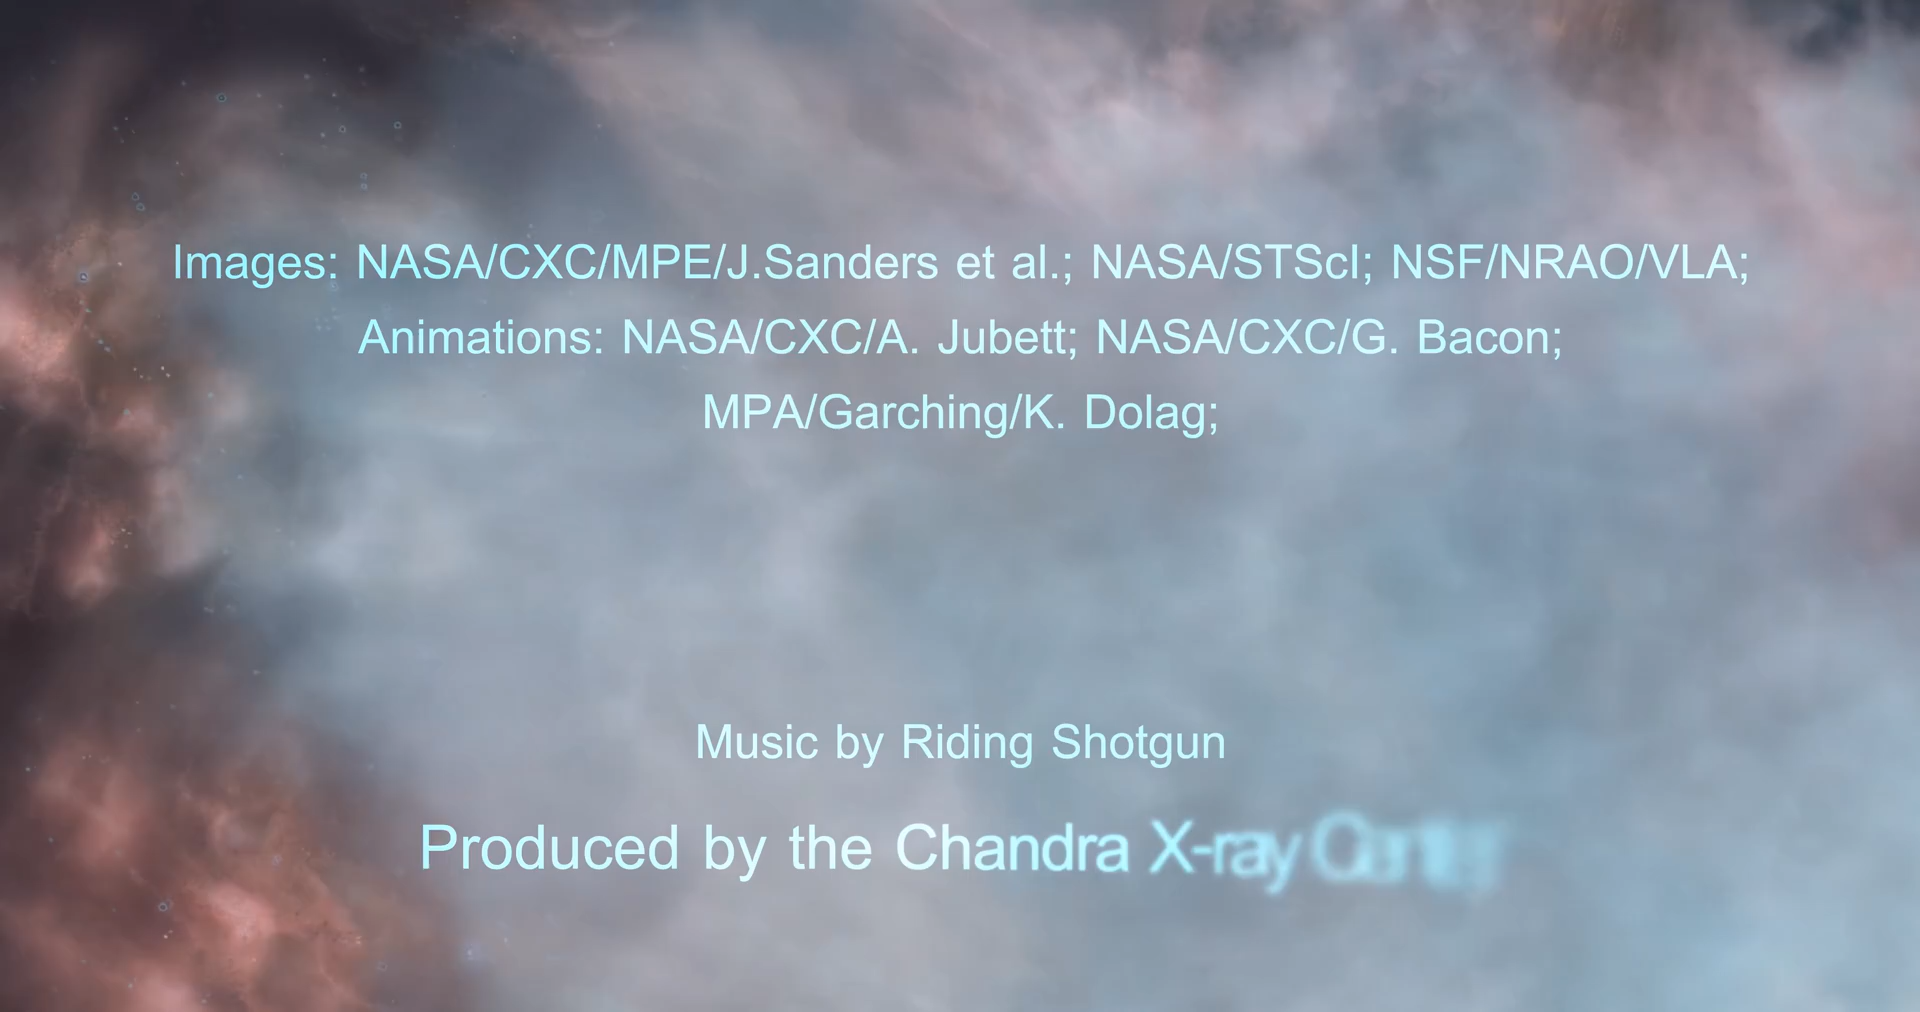 Images: NASA/CXC/MPE/J.Sanders et al.; NASA/STScI; NSF/NRAO/VLA;
Animations: NASA/CXC/A. Jubett; NASA/CXC/G. Bacon;
MPA/Garching/K. Dolag;
Music by Riding Shotgun
Produced by the Chandra X-ray